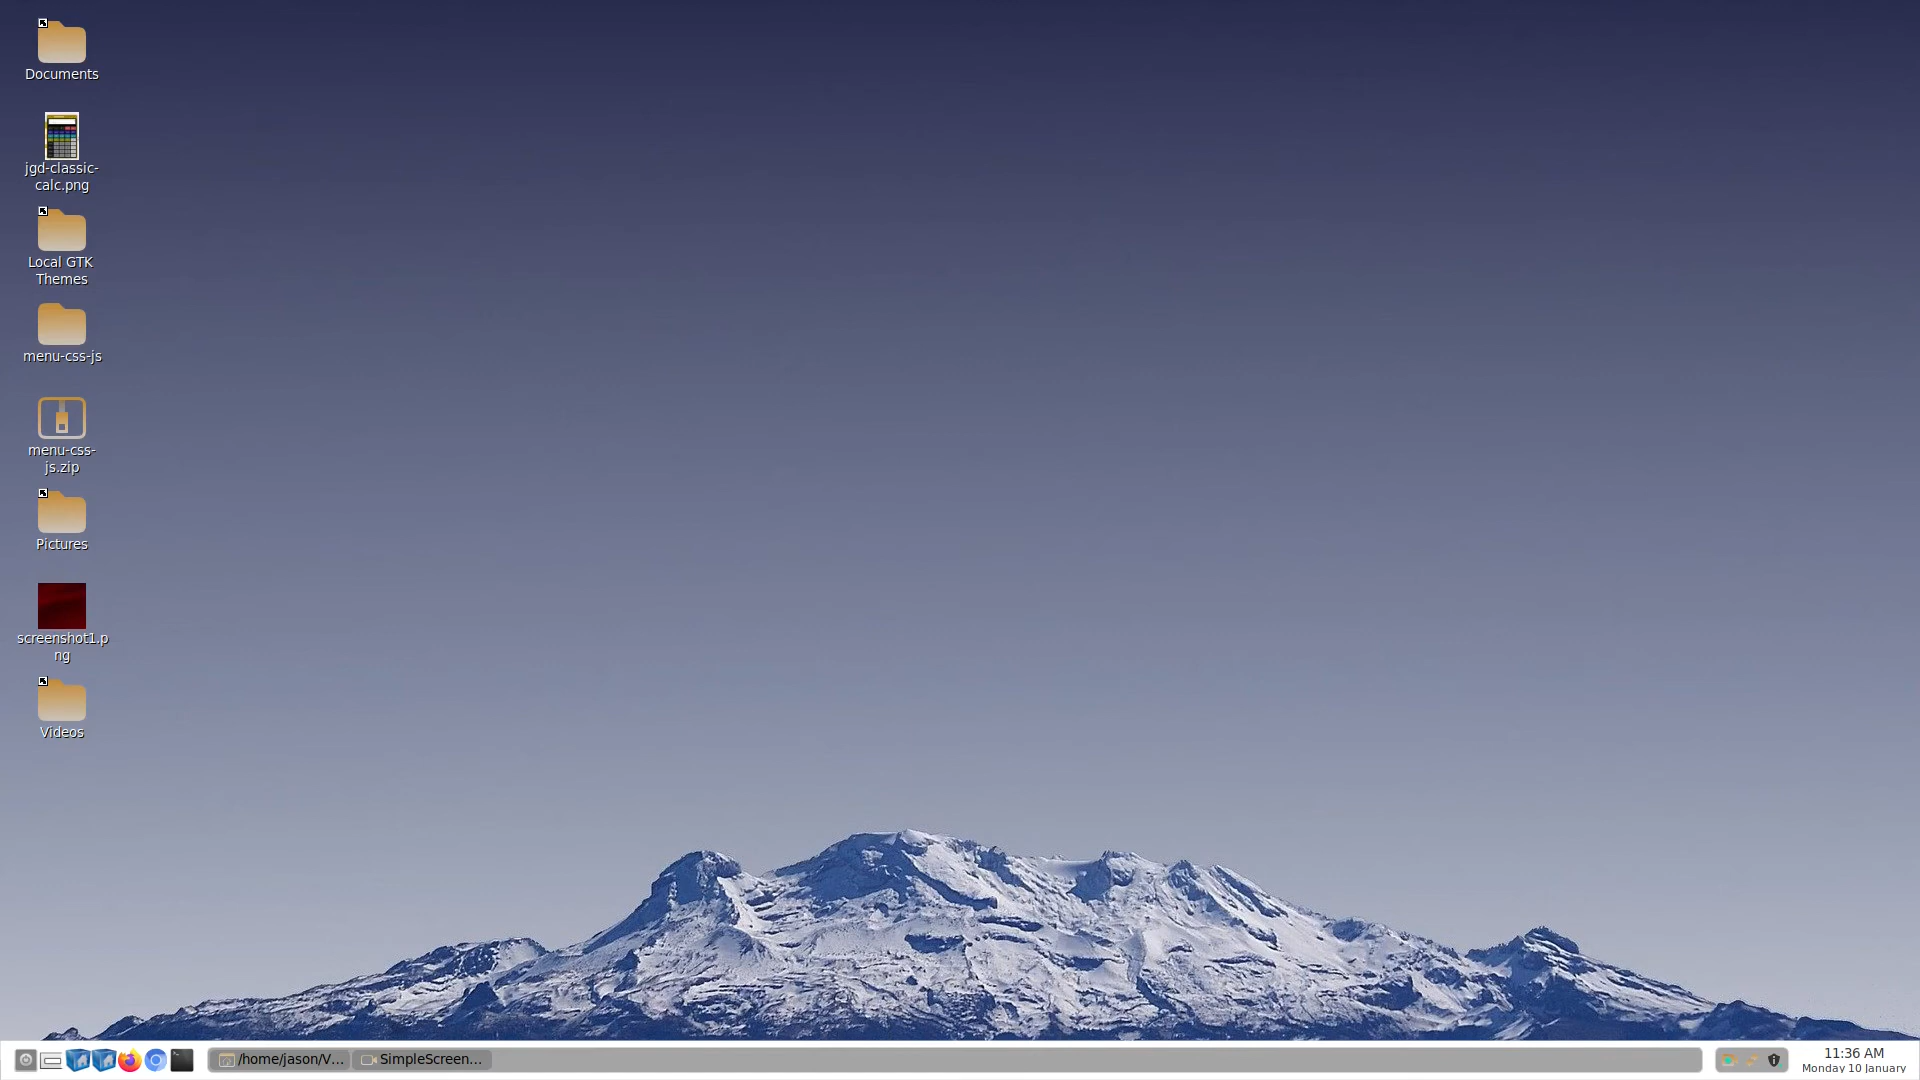 Documents
jgd-classic-
calc.png
Local GTK
Themes
menu-css-js
menu-css-
js.zip
Pictures
screenshot1.p
ng
Videos
/home/jason/V...
SimpleScreen...
11:36 AM
Monday 10 January